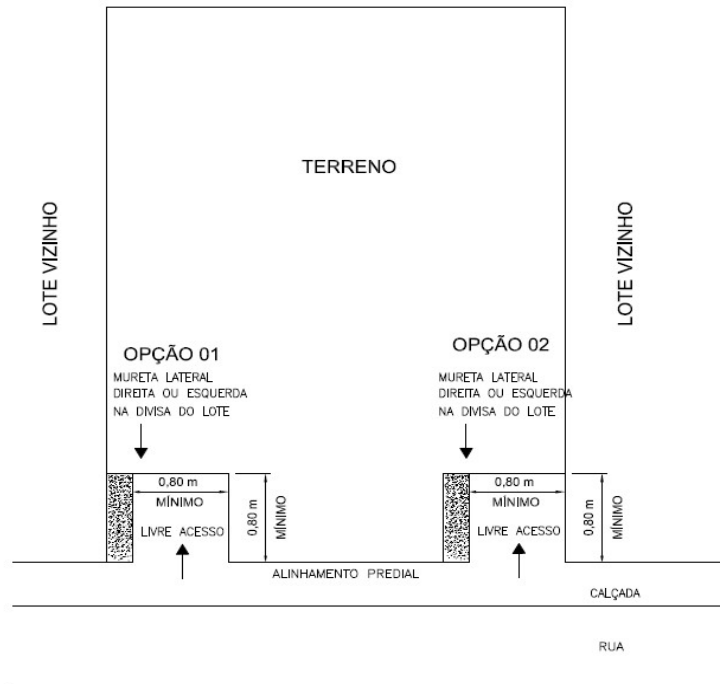 TERRENO
LOTE VIZINHO
LOTE VIZINHO
OPÇÃO 01
MURETA LATERAL
DIREITA OU ESQUERDA
NA DIVISA DO LOTE
OPÇÃO 02
MURETA LATERAL
DIREITA OU ESQUERDA
NA DIVISA DO LOTE
0,80 m
MÍNIMO
LIVRE ACESSO
0,80 m
MÍNIMO
0,80 m
MÍNIMO
LIVRE ACESSO
0,80 m
MÍNIMO
ALINHAMENTO PREDIAL
CALÇADA
RUA